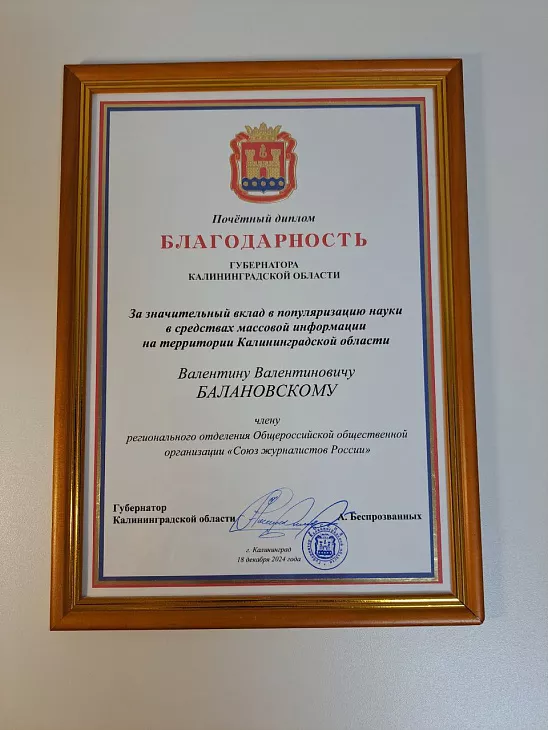 Почётный диплом
БЛАГОДАРНОСТЬ
ГУБЕРНАТОРА
КАЛИНИНГРАДСКОЙ ОБЛАСТИ
За значительный вклад в популяризацию науки
в средствах массовой информации
на территории Калининградской области
Валентину Валентиновичу
БАЛАНОВСКОМУ
члену
регионального отделения Общероссийской общественной
организации «Союз журналистов России»
Губернатор
Калининградской области
А. Беспрозванных
г. Калининград
18 декабря 2024 года